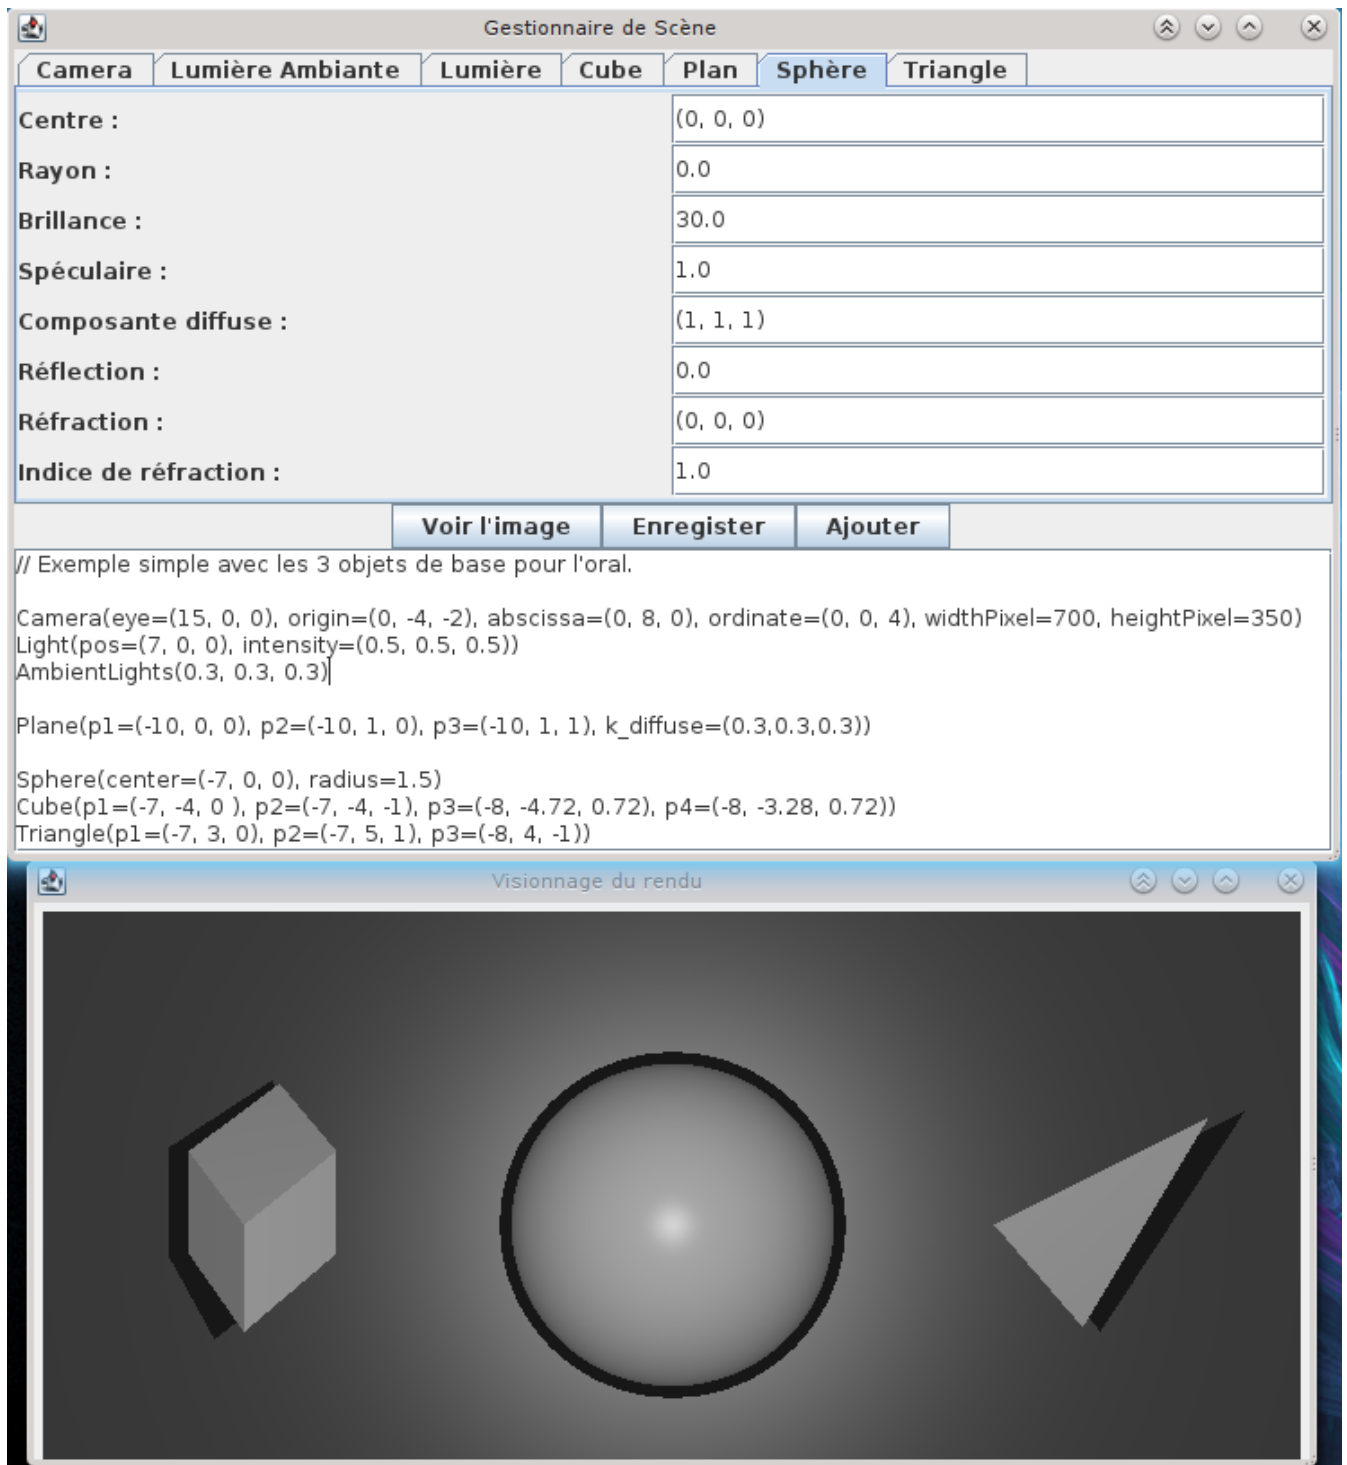 Gestionnaire de Scène
Camera Lumière Ambiante Lumière Cube Plan Sphère Triangle
Centre : (0, 0, 0)
Rayon : 0.0
Brillance : 30.0
Spéculaire : 1.0
Composante diffuse : (1, 1, 1)
Réflection : 0.0
Réfraction : (0, 0, 0)
Indice de réfraction : 1.0
Voir l'image Enregister Ajouter
// Exemple simple avec les 3 objets de base pour l'oral.
Camera(eye=(15, 0, 0), origin=(0, -4, -2), abscissa=(0, 8, 0), ordinate=(0, 0, 4), widthPixel=700, heightPixel=350)
Light(pos=(7, 0, 0), intensity=(0.5, 0.5, 0.5))
AmbientLights(0.3, 0.3, 0.3)
Plane(p1=(-10, 0, 0), p2=(-10, 1, 0), p3=(-10, 1, 1), k_diffuse=(0.3,0.3,0.3))
Sphere(center=(-7, 0, 0), radius=1.5)
Cube(p1=(-7, -4, 0 ), p2=(-7, -4, -1), p3=(-8, -4.72, 0.72), p4=(-8, -3.28, 0.72))
Triangle(p1=(-7, 3, 0), p2=(-7, 5, 1), p3=(-8, 4, -1))
Visionnage du rendu